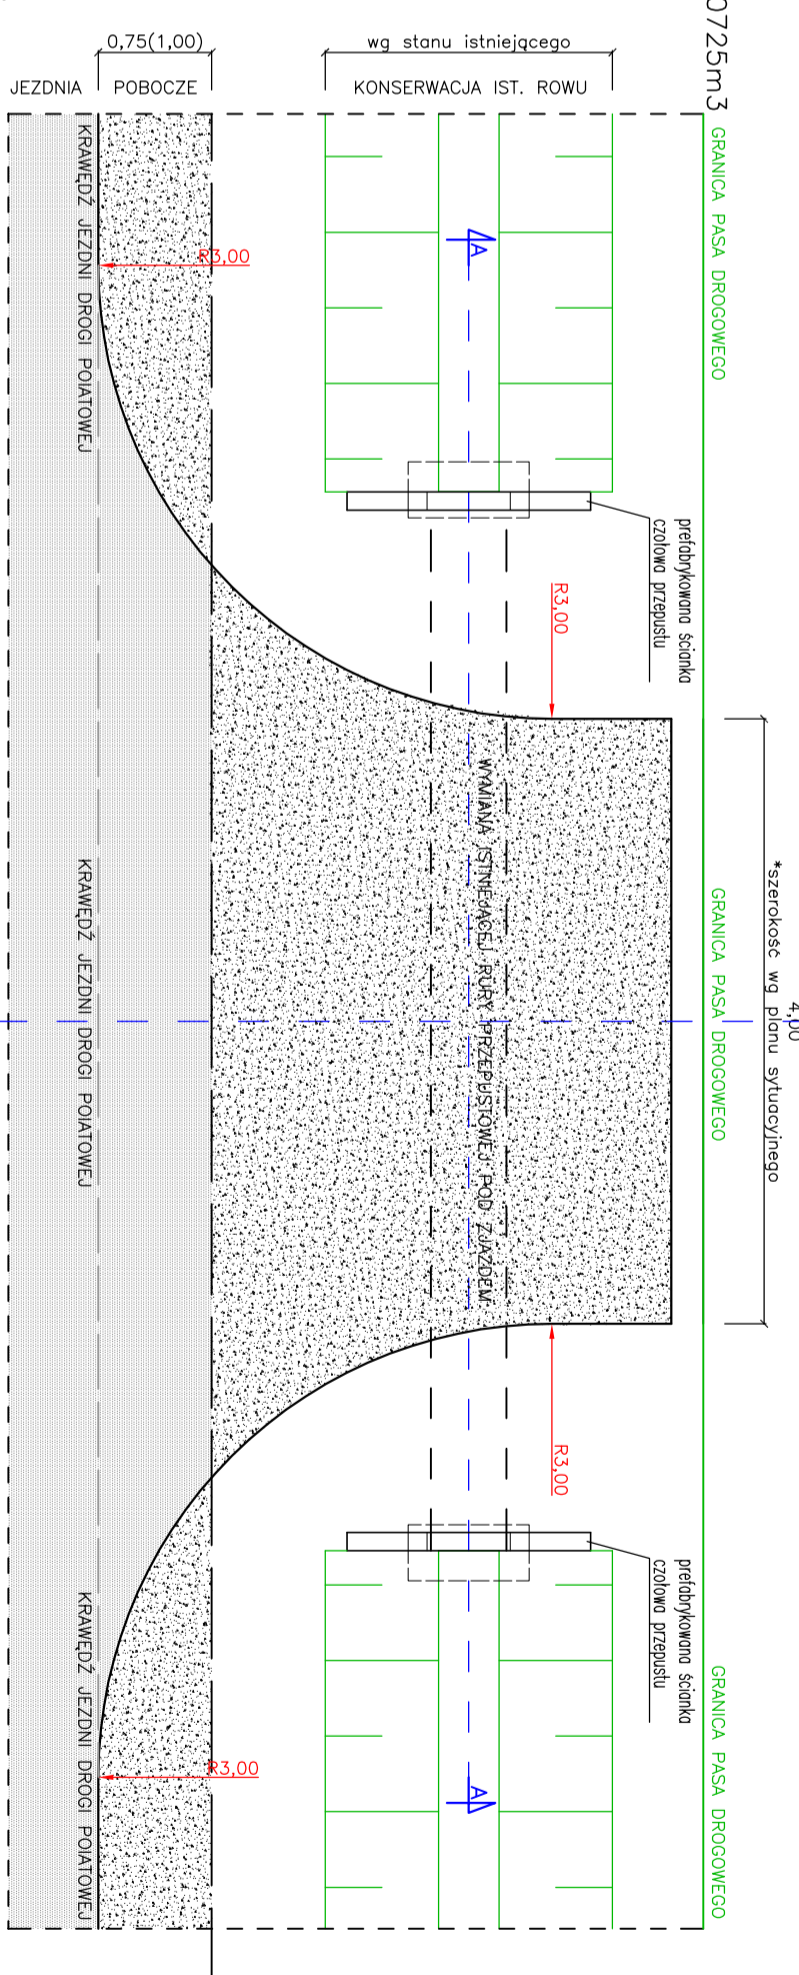 0725m3
0,75(1,00)
wg stanu istniejącego
JEZDNIA
POBOCZE
KONSERWACJA IST. ROWU
GRANICA PASA DROGOWEGO
KRAWĘDŹ JEZDNI DROGI POIATOWEJ
R3,00
A
prefabrykowana ścianka
czołowa przepustu
R3,00
4,00
*szerokość wg planu sytuacyjnego
GRANICA PASA DROGOWEGO
WYMIANA ISTNIEJĄCEJ RURY PRZEPUSTOWEJ POD ZJAZDEM
KRAWĘDŹ JEZDNI DROGI POIATOWEJ
R3,00
prefabrykowana ścianka
czołowa przepustu
GRANICA PASA DROGOWEGO
KRAWĘDŹ JEZDNI DROGI POIATOWEJ
R3,00
A